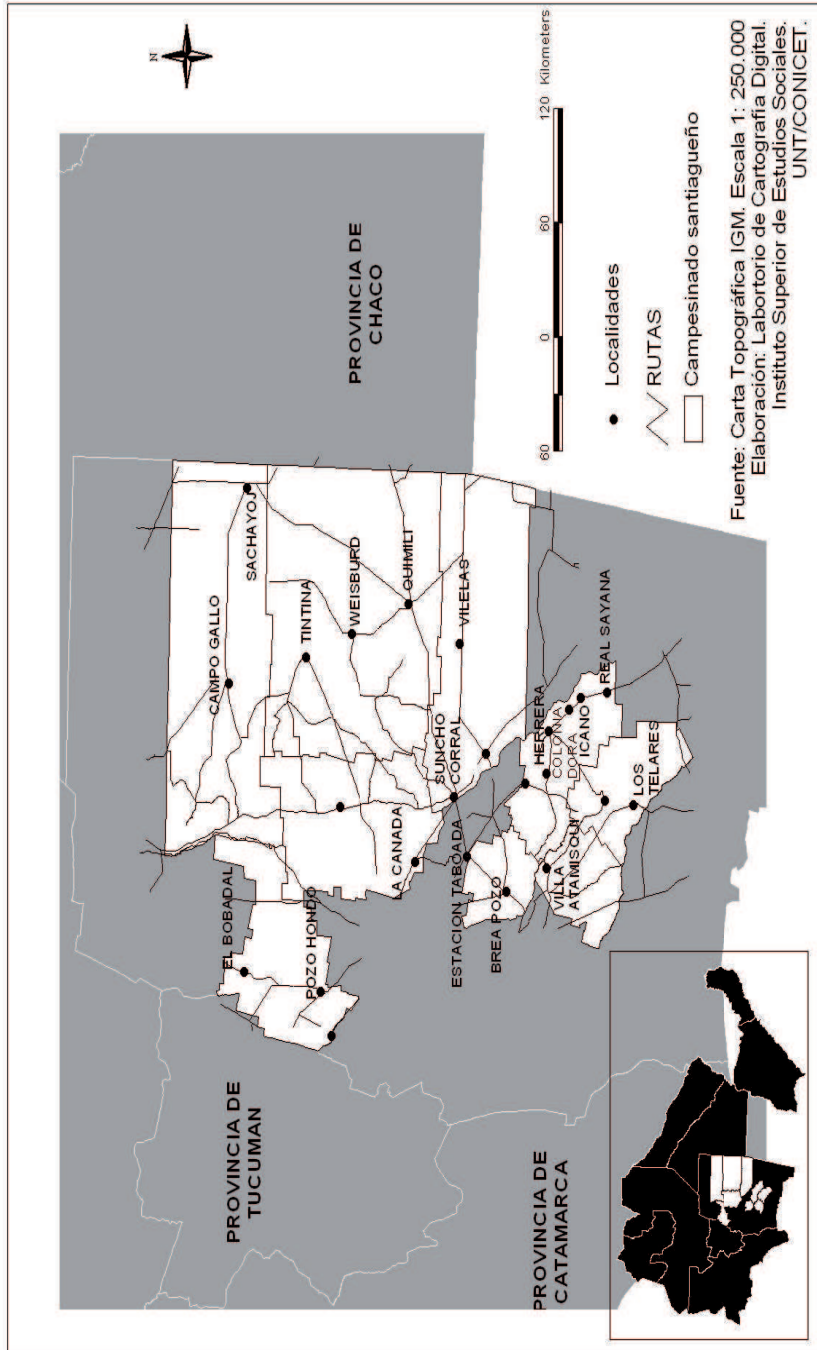 N
PROVINCIA DE
CHACO
PROVINCIA DE
TUCUMAN
PROVINCIA DE
CATAMARCA
CAMPO GALLO
SACHAYOJ
EL BOBADAL
POZO HONDO
TINTINA
WEISBURD
QUIMILI
LA CANADA
SUNCHO
CORRAL
VILELAS
ESTACION TABOADA
BREA POZO
HERRERA
COLONIA
DORA
ICANO
REAL SAYANA
VILLA
ATAMISQUI
LOS
TELARES
60 0 60 120 Kilometers
Localidades
RUTAS
Campesinado santiagueño
Fuente: Carta Topográfica IGM. Escala 1: 250.000
Elaboración: Labortorio de Cartografía Digital.
Instituto Superior de Estudios Sociales.
UNT/CONICET.